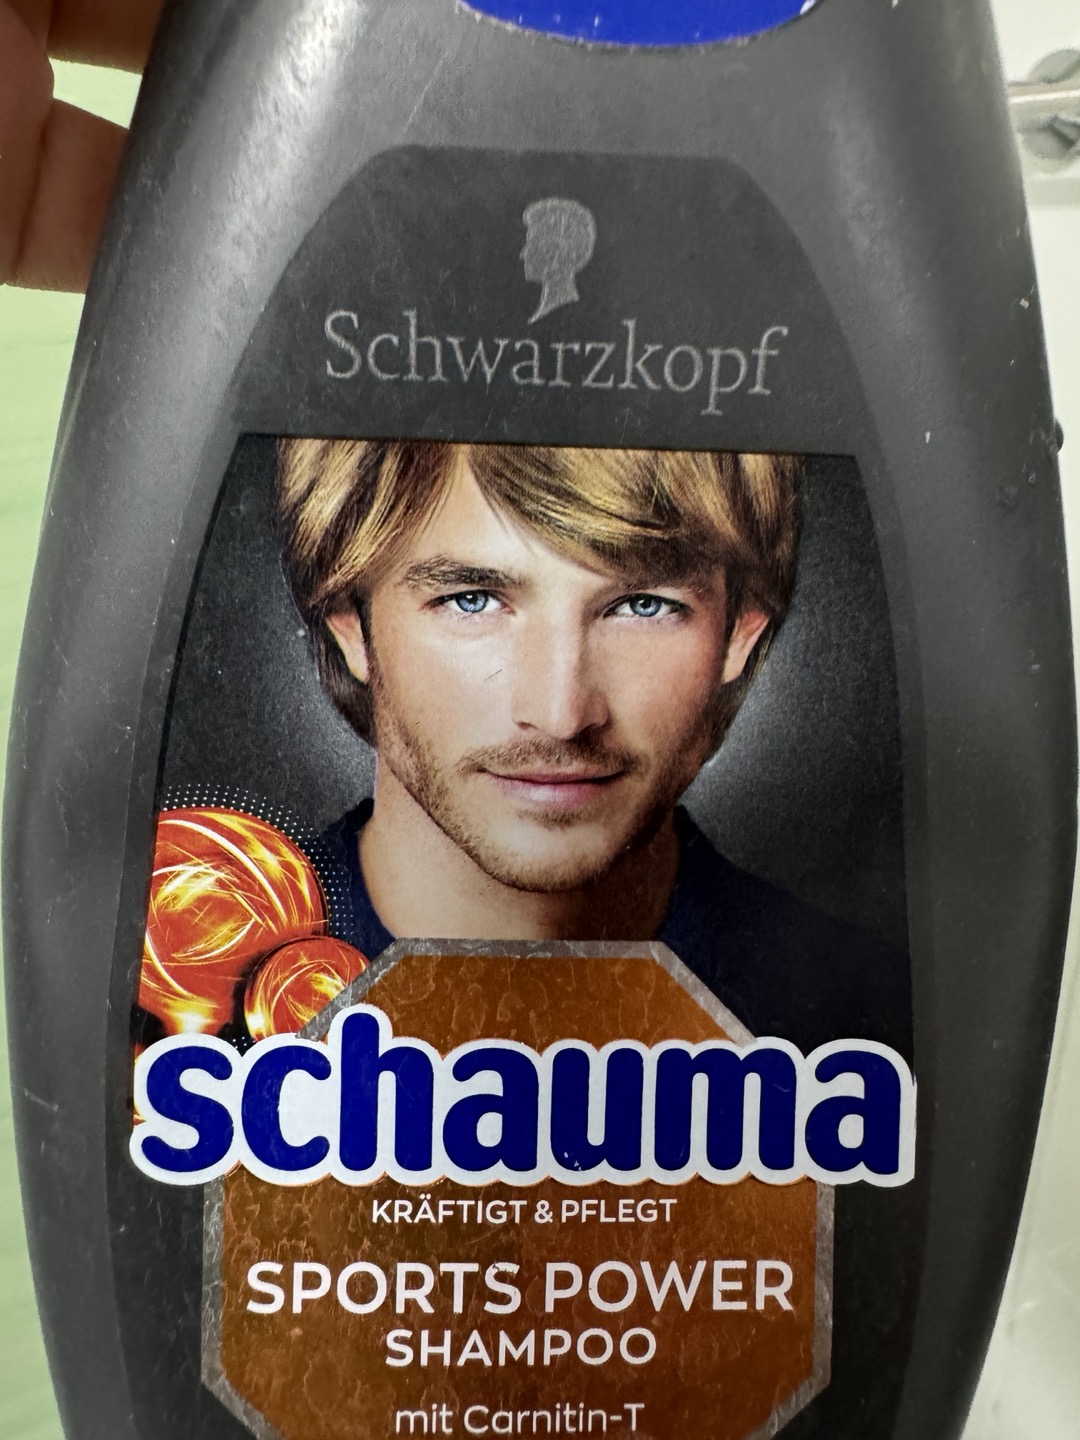 Schwarzkopf
schauma
KRÄFTIGT & PFLEGT
SPORTS POWER
SHAMPOO
mit Carnitin-T